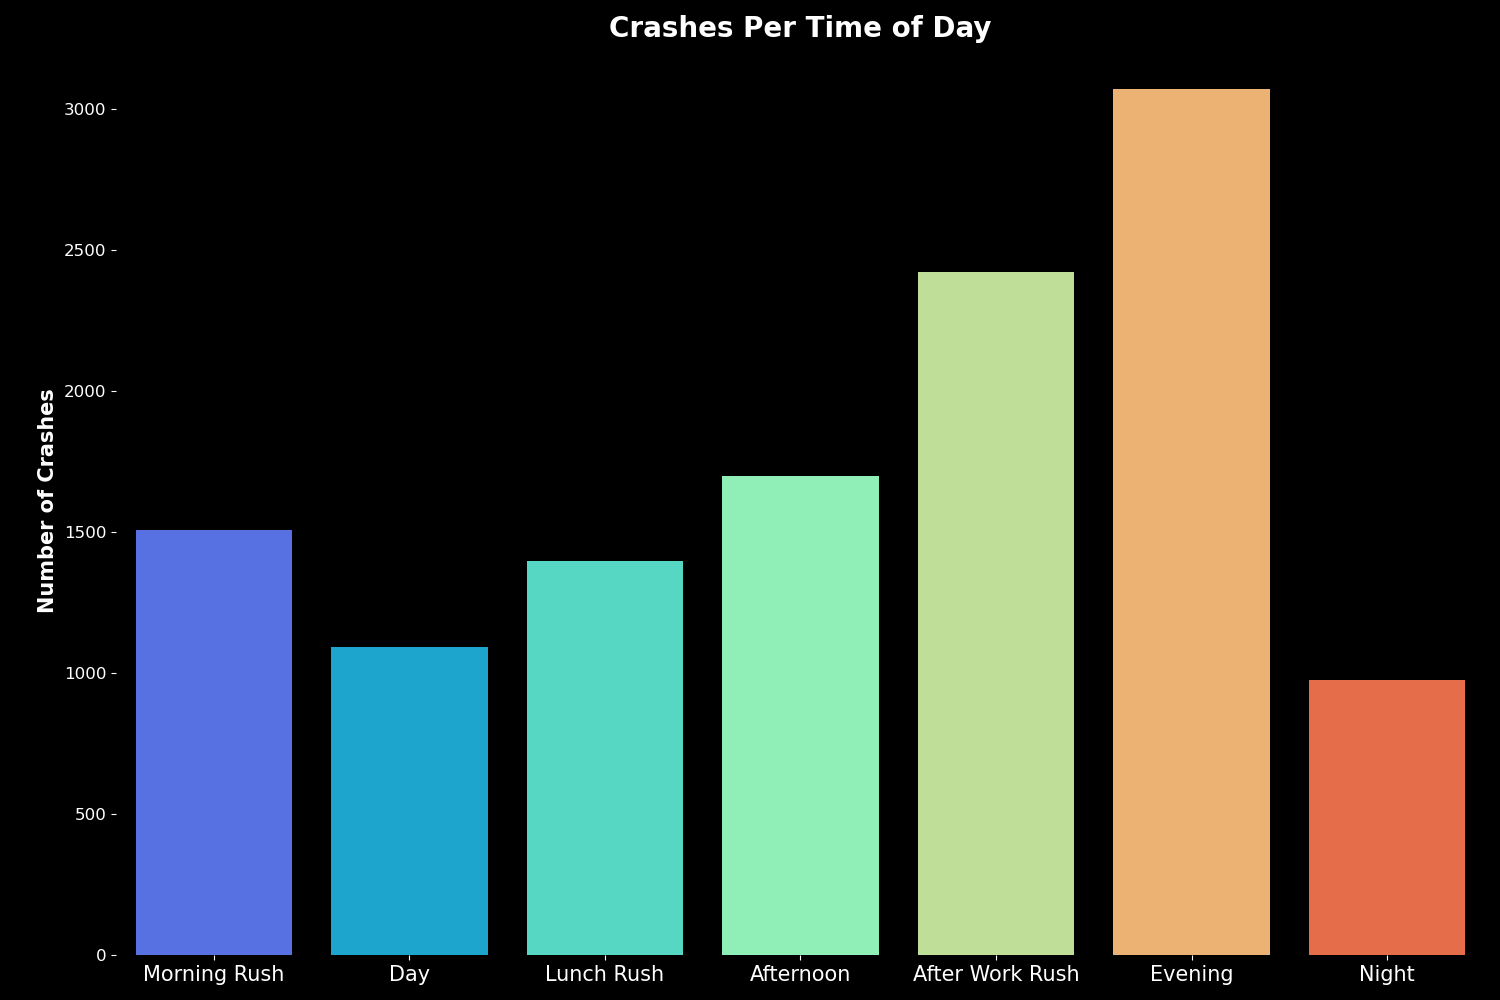 Crashes Per Time of Day
Number of Crashes
3000
2500
2000
1500
1000
500
0
Morning Rush
Day
Lunch Rush
Afternoon
After Work Rush
Evening
Night